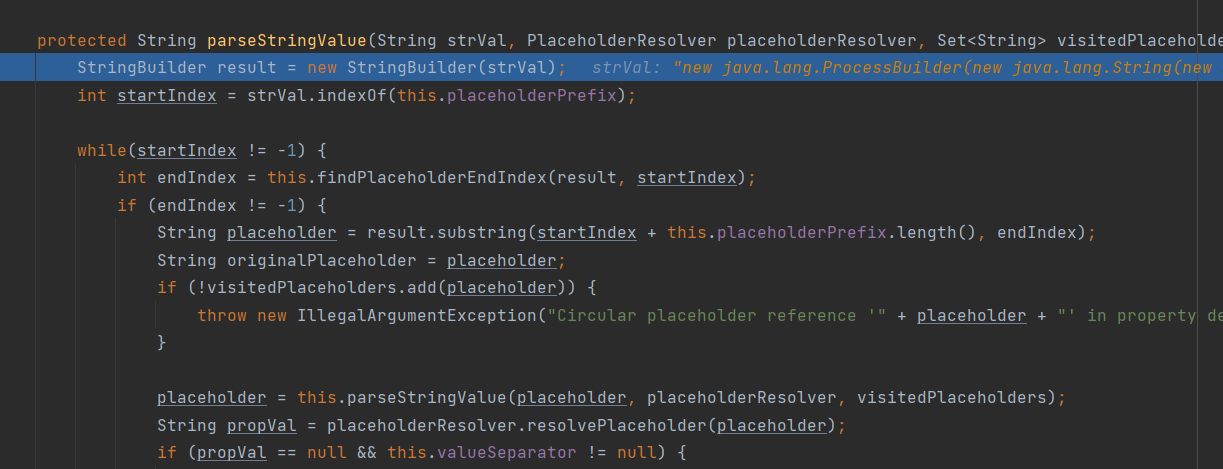 protected String parseStringValue(String strVal, PlaceholderResolver placeholderResolver, Set<String>
StringBuilder result = new StringBuilder(strVal); strVal: "new java.lang.ProcessBuilder(new java.lang.String(new
int startIndex = strVal.indexOf(this.placeholderPrefix);
while(startIndex != -1) {
int endIndex = this.findPlaceholderEndIndex(result, startIndex);
if (endIndex != -1) {
String placeholder = result.substring(startIndex + this.placeholderPrefix.length(), endIndex);
String originalPlaceholder = placeholder;
if (!visitedPlaceholders.add(placeholder)) {
throw new IllegalArgumentException("Circular placeholder reference '" + placeholder + "' in property
}
placeholder = this.parseStringValue(placeholder, placeholderResolver, visitedPlaceholders);
String propVal = placeholderResolver.resolvePlaceholder(placeholder);
if (propVal == null && this.valueSeparator != null) {